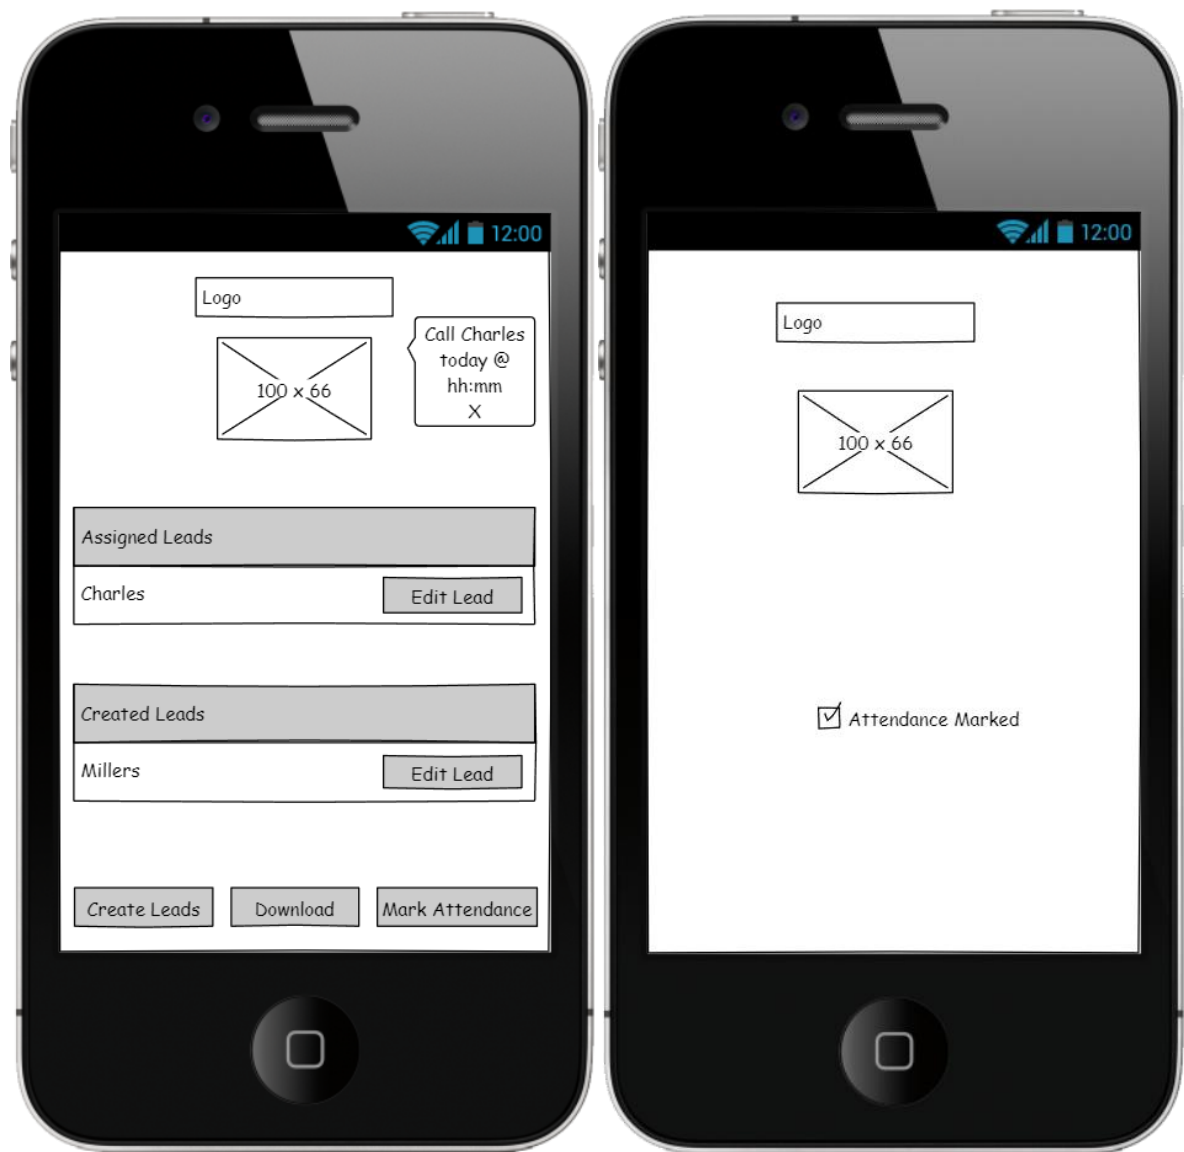 12:00
Logo
Call Charles
today @
hh:mm
X
100 x 66
Assigned Leads
Charles
Edit Lead
Created Leads
Millers
Edit Lead
Create Leads
Download
Mark Attendance
12:00
Logo
100 x 66
Attendance Marked